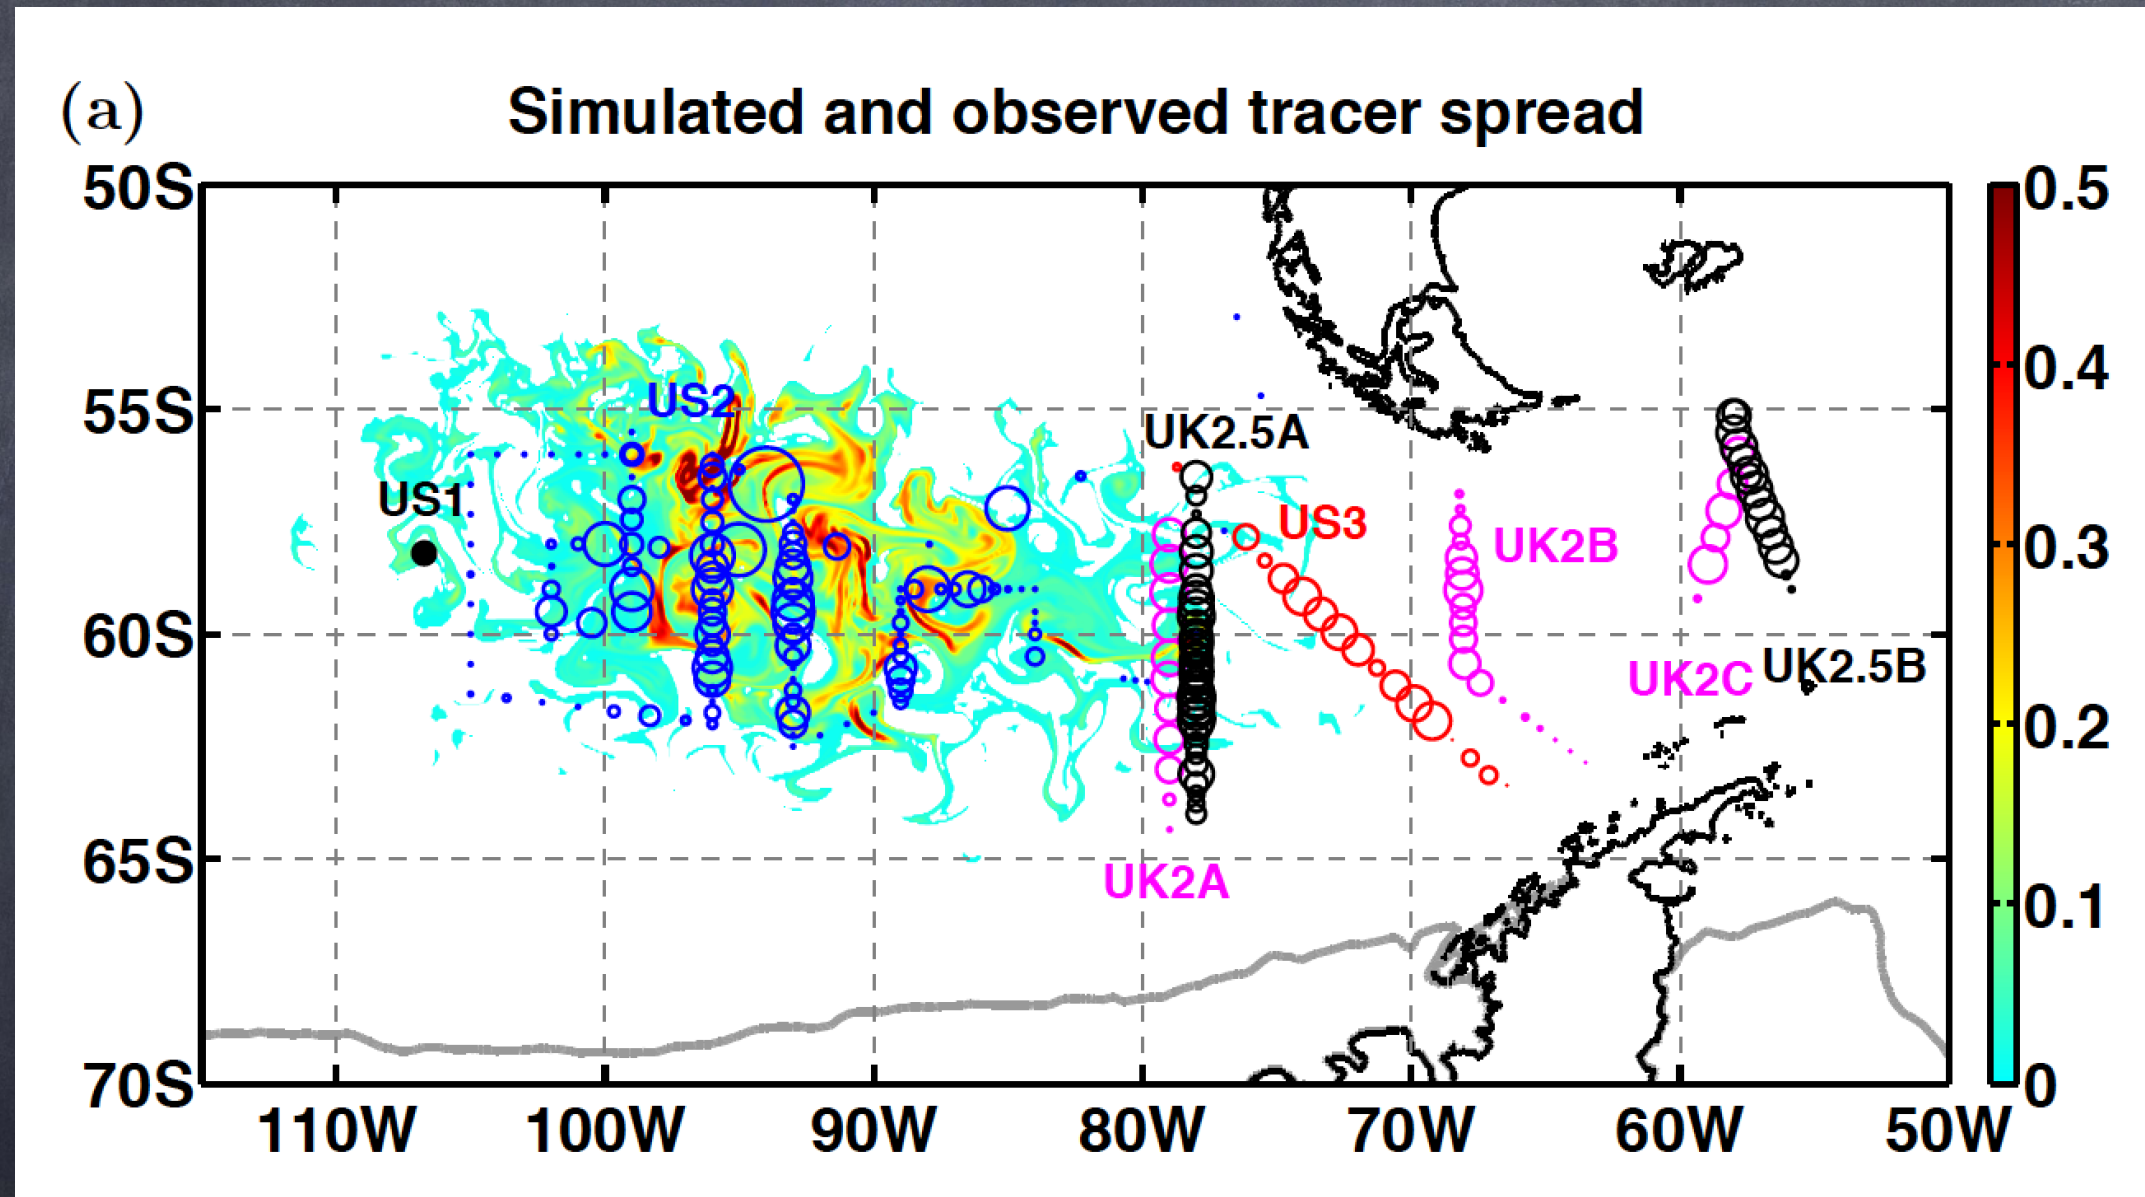 (a)
Simulated and observed tracer spread
50S
55S
60S
65S
70S
110W
100W
90W
80W
70W
60W
50W
0.5
0.4
0.3
0.2
0.1
0
US1
US2
UK2.5A
US3
UK2B
UK2C
UK2.5B
UK2A